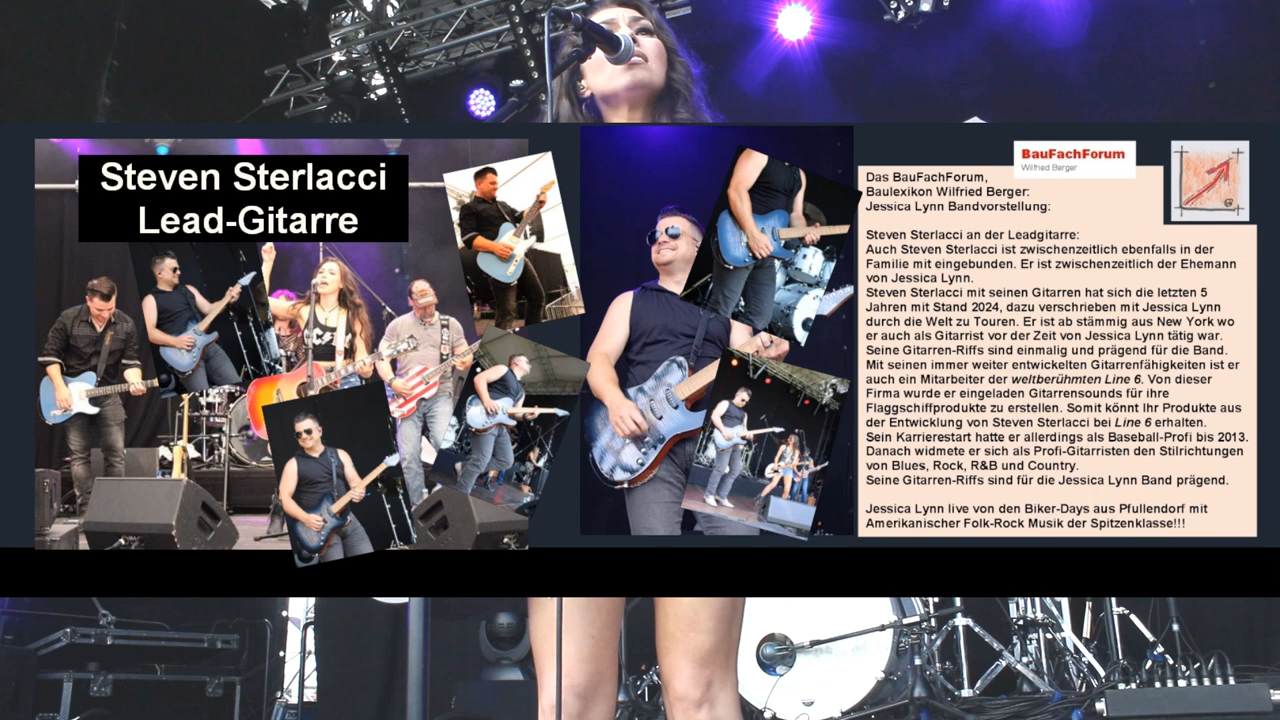 Steven Sterlacci
Lead-Gitarre
BauFachForum
Wilfried Berger
Das BauFachForum,
Baulexikon Wilfried Berger:
Jessica Lynn Bandvorstellung:
Steven Sterlacci an der Leadgitarre:
Auch Steven Sterlacci ist zwischenzeitlich ebenfalls in der
Familie mit eingebunden. Er ist zwischenzeitlich der Ehemann
von Jessica Lynn.
Steven Sterlacci mit seinen Gitarren hat sich die letzten 5
Jahren mit Stand 2024, dazu verschrieben mit Jessica Lynn
durch die Welt zu Touren. Er ist ab stämmig aus New York wo
er auch als Gitarrist vor der Zeit von Jessica Lynn tätig war.
Seine Gitarren-Riffs sind einmalig und prägend für die Band.
Mit seinen immer weiter entwickelten Gitarrenfähigkeiten ist er
auch ein Mitarbeiter der weltberühmten Line 6. Von dieser
Firma wurde er eingeladen Gitarrensounds für ihre
Flaggschiffprodukte zu erstellen. Somit könnt Ihr Produkte aus
der Entwicklung von Steven Sterlacci bei Line 6 erhalten.
Sein Karrierestart hatte er allerdings als Baseball-Profi bis 2013.
Danach widmete er sich als Profi-Gitarristen den Stilrichtungen
von Blues, Rock, R&B und Country.
Seine Gitarren-Riffs sind für die Jessica Lynn Band prägend.
Jessica Lynn live von den Biker-Days aus Pfullendorf mit
Amerikanischer Folk-Rock Musik der Spitzenklasse!!!